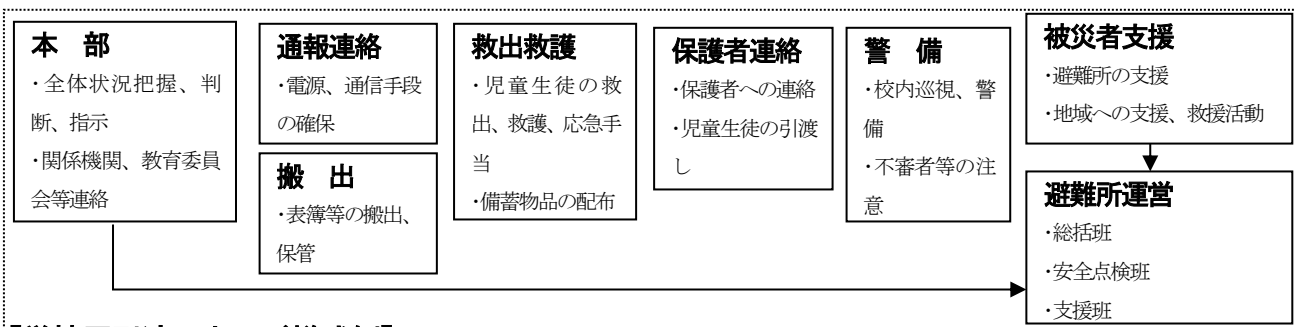 本 部
・全体状況把握、判
断、指示
・関係機関、教育委員
会等連絡
通報連絡
・電源、通信手段
の確保
搬 出
・表簿等の搬出、
保管
救出救護
・児童生徒の救
出、救護、応急手
当
・備蓄物品の配布
保護者連絡
・保護者への連絡
・児童生徒の引渡
し
警 備
・校内巡視、警
備
・不審者等の注
意
被災者支援
・避難所の支援
・地域への支援、救援活動
避難所運営
・総括班
・安全点検班
・支援班